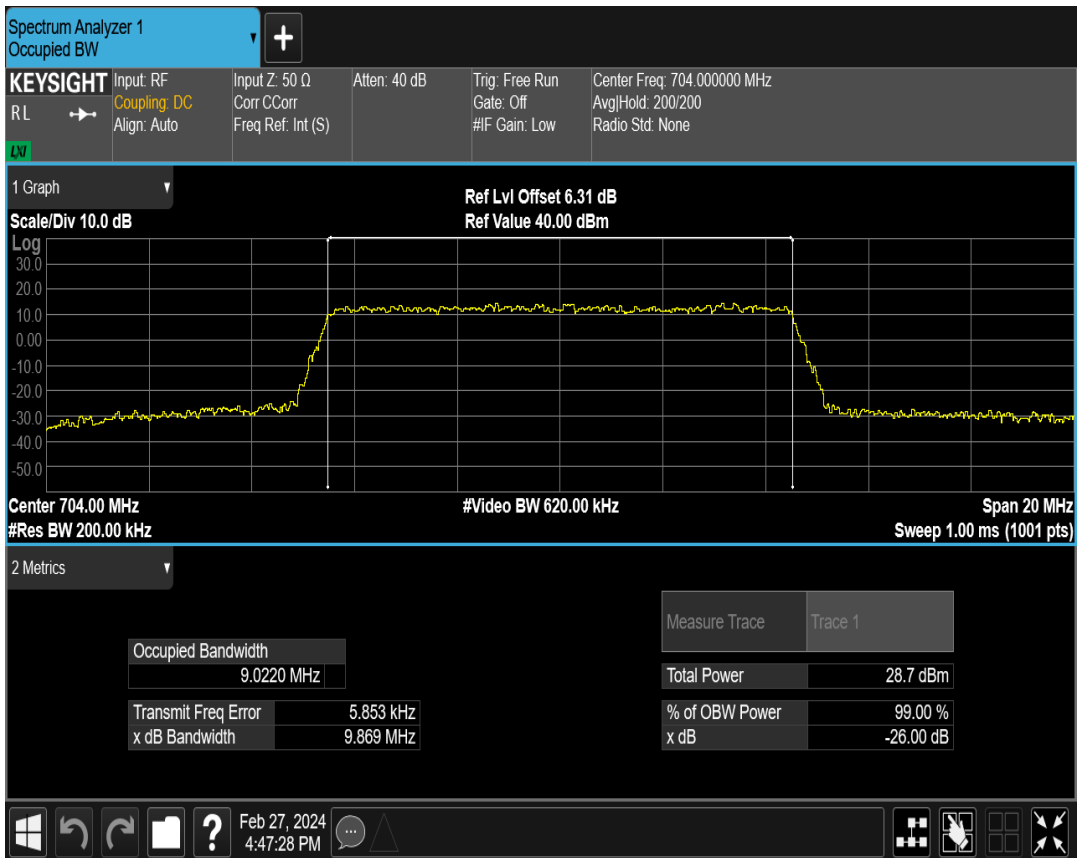 Spectrum Analyzer 1
Occupied BW
+
KEYSIGHT
RL
LXI
Input: RF
Coupling: DC
Align: Auto
Input Z: 50 Ω
Corr CCorr
Freq Ref: Int (S)
Atten: 40 dB
Trig: Free Run
Gate: Off
#IF Gain: Low
Center Freq: 704.000000 MHz
Avg|Hold: 200/200
Radio Std: None
1 Graph
Scale/Div 10.0 dB
Ref Lvl Offset 6.31 dB
Ref Value 40.00 dBm
Log
30.0
20.0
10.0
0.00
-10.0
-20.0
-30.0
-40.0
-50.0
Center 704.00 MHz
#Video BW 620.00 kHz
Span 20 MHz
#Res BW 200.00 kHz
Sweep 1.00 ms (1001 pts)
2 Metrics
Measure Trace Trace 1
Occupied Bandwidth
9.0220 MHz
Total Power 28.7 dBm
Transmit Freq Error 5.853 kHz
% of OBW Power 99.00 %
x dB Bandwidth 9.869 MHz
x dB -26.00 dB
?
Feb 27, 2024
4:47:28 PM